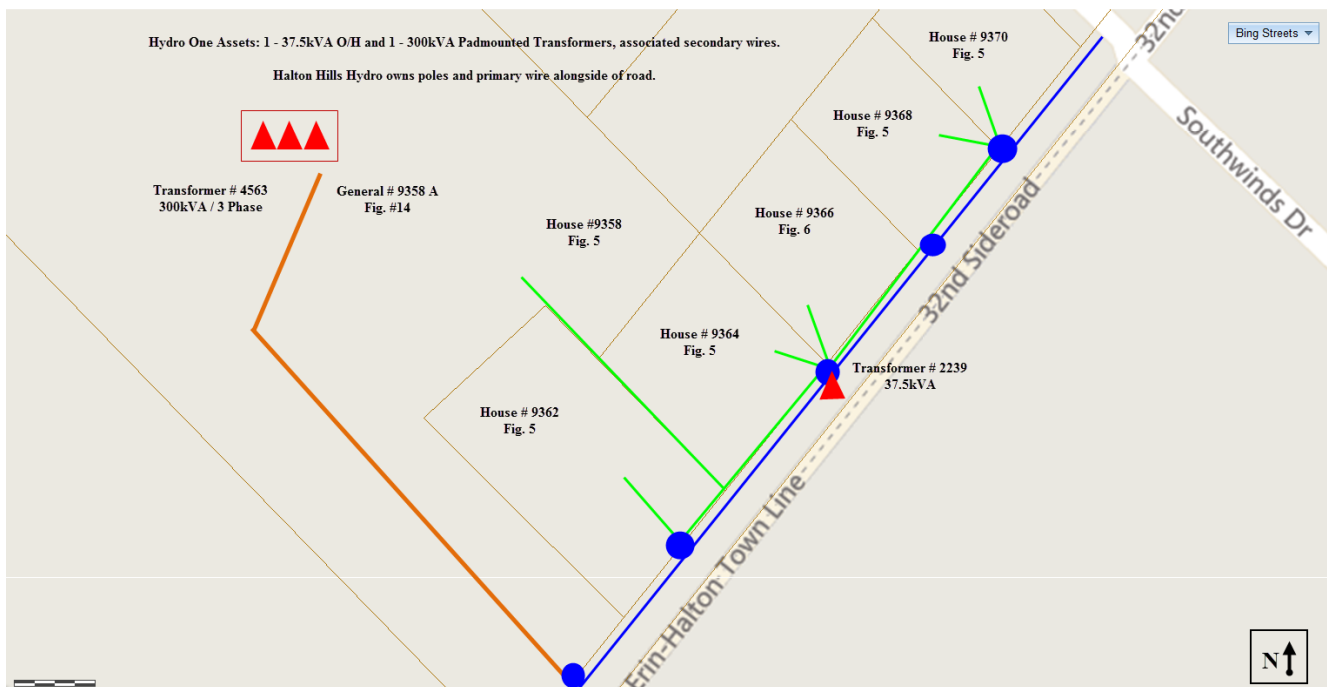 Hydro One Assets: 1 - 37.5kVA O/H and 1 - 300kVA Padmounted Transformers, associated secondary wires.
Halton Hills Hydro owns poles and primary wire alongside of road.
Bing Streets
32nd
House # 9370
Fig. 5
House # 9368
Fig. 5
Southwinds Dr
Transformer # 4563
300kVA / 3 Phase
General # 9358 A
Fig. #14
House #9358
Fig. 5
House # 9366
Fig. 6
32nd Sideroad
House # 9364
Fig. 5
Transformer # 2239
37.5kVA
House # 9362
Fig. 5
Erin-Halton Town Line
N